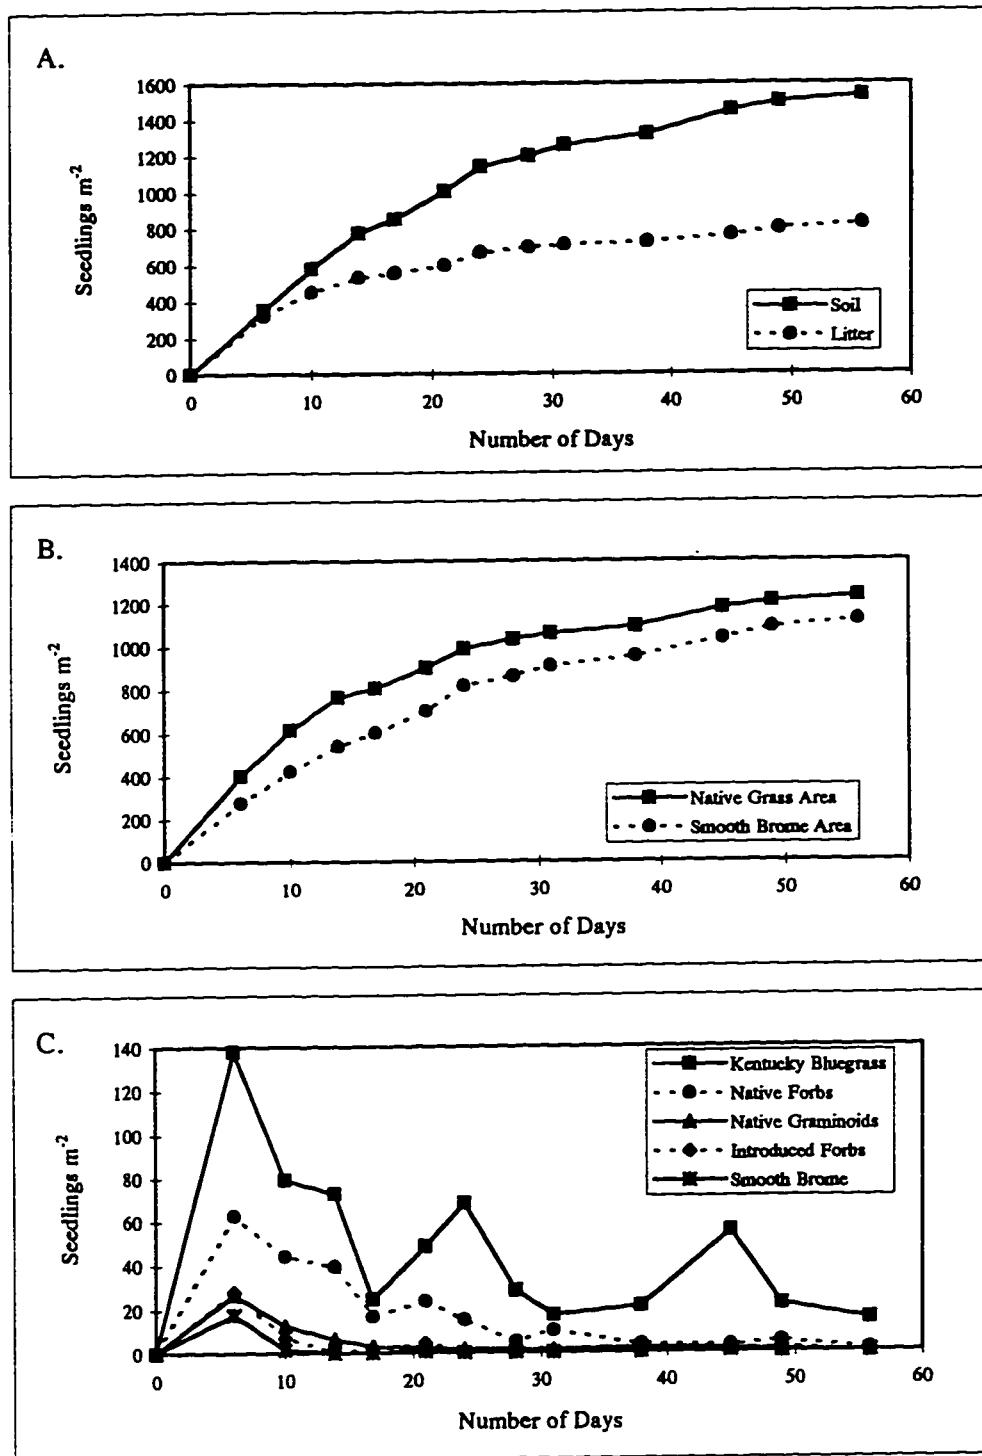 A.
1600
1400
1200
1000
800
600
400
200
0
Seedlings m-2
Soil
Litter
0 10 20 30 40 50 60
Number of Days
B.
1400
1200
1000
800
600
400
200
0
Seedlings m-2
Native Grass Area
Smooth Brome Area
0 10 20 30 40 50 60
Number of Days
C.
140
120
100
80
60
40
20
0
Seedlings m-2
Kentucky Bluegrass
Native Forbs
Native Graminoids
Introduced Forbs
Smooth Brome
0 10 20 30 40 50 60
Number of Days